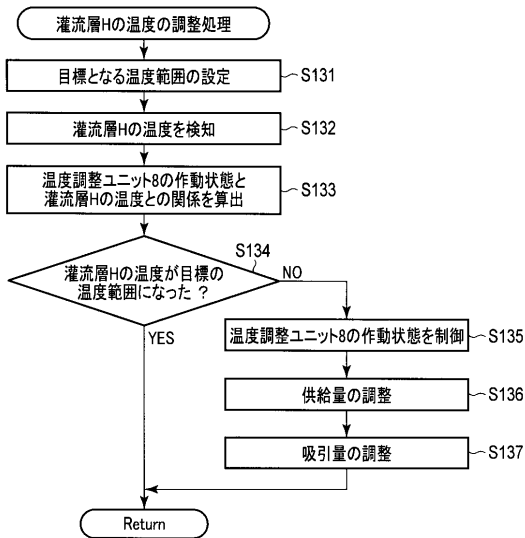 灌流層Hの温度の調整処理
目標となる温度範囲の設定
S131
灌流層Hの温度を検知
S132
温度調整ユニット8の作動状態と
灌流層Hの温度との関係を算出
S133
S134
灌流層Hの温度が目標の
温度範囲になった ?
NO
YES
温度調整ユニット8の作動状態を制御
S135
供給量の調整
S136
吸引量の調整
S137
Return